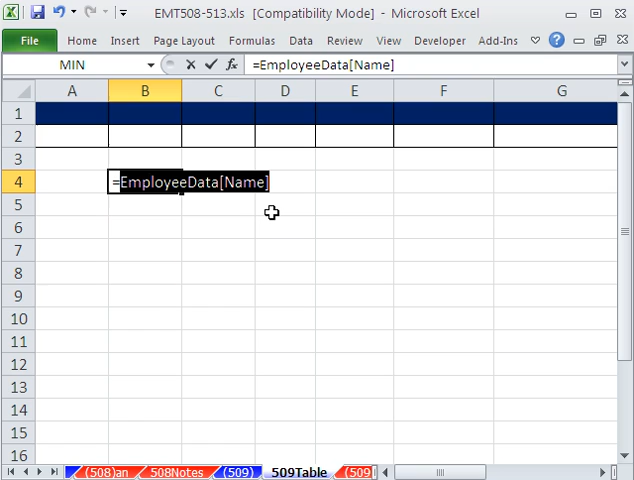 EMT508-513.xls [Compatibility Mode] - Microsoft Excel
File Home Insert Page Layout Formulas Data Review View Developer Add-Ins
MIN fx =EmployeeData[Name]
A B C D E F G
1
2
3
4 =EmployeeData[Name]
5
6
7
8
9
10
11
12
13
14
15
16
(508)an 508Notes (509) 509Table (509